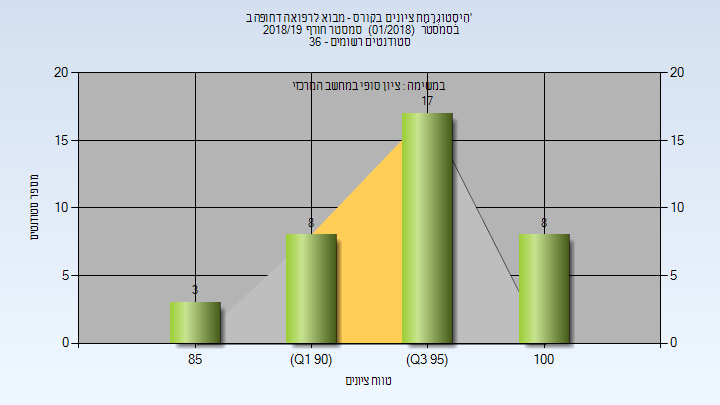 היסטוגרמת ציונים בקורס - מבוא לרפואה דחופה ב'
בסמסטר (01/2018) סמסטר חורף 2018/19
סטודנטים רשומים - 36
במשימה : ציון סופי במחשב המרכזי
20
20
17
15
15
10
10
8
8
5
5
3
0
0
מספר סטודנטים
85
(Q1 90)
(Q3 95)
100
טווח ציונים